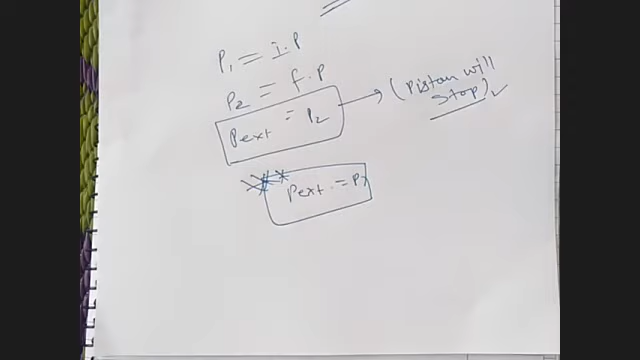 P₁ = I.P
P₂ = f.P
Pext = P₂ → (Piston will stop)
Pext = P₂